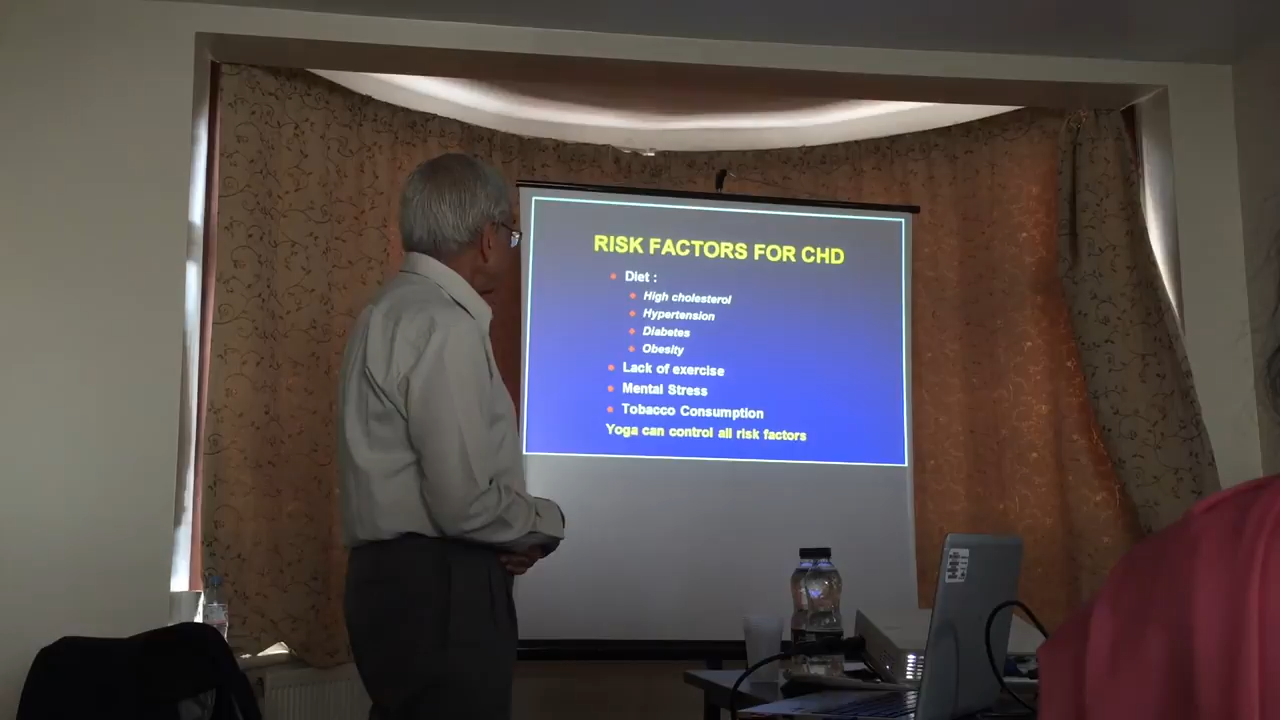 RISK FACTORS FOR CHD
Diet :
High cholesterol
Hypertension
Diabetes
Obesity
Lack of exercise
Mental Stress
Tobacco Consumption
Yoga can control all risk factors